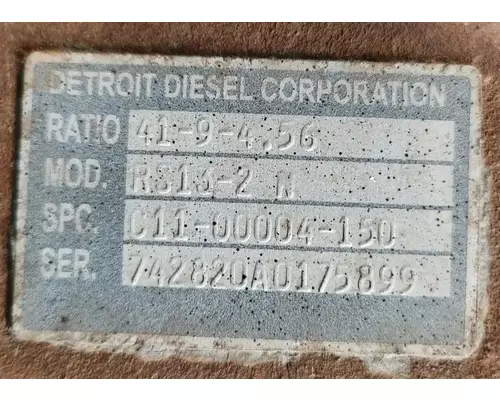 DETROIT DIESEL CORPORATION
RATIO 41-9-4.56
MOD. RS13-2 N
SPC. C11-00004-150
SER. 742820A0175899